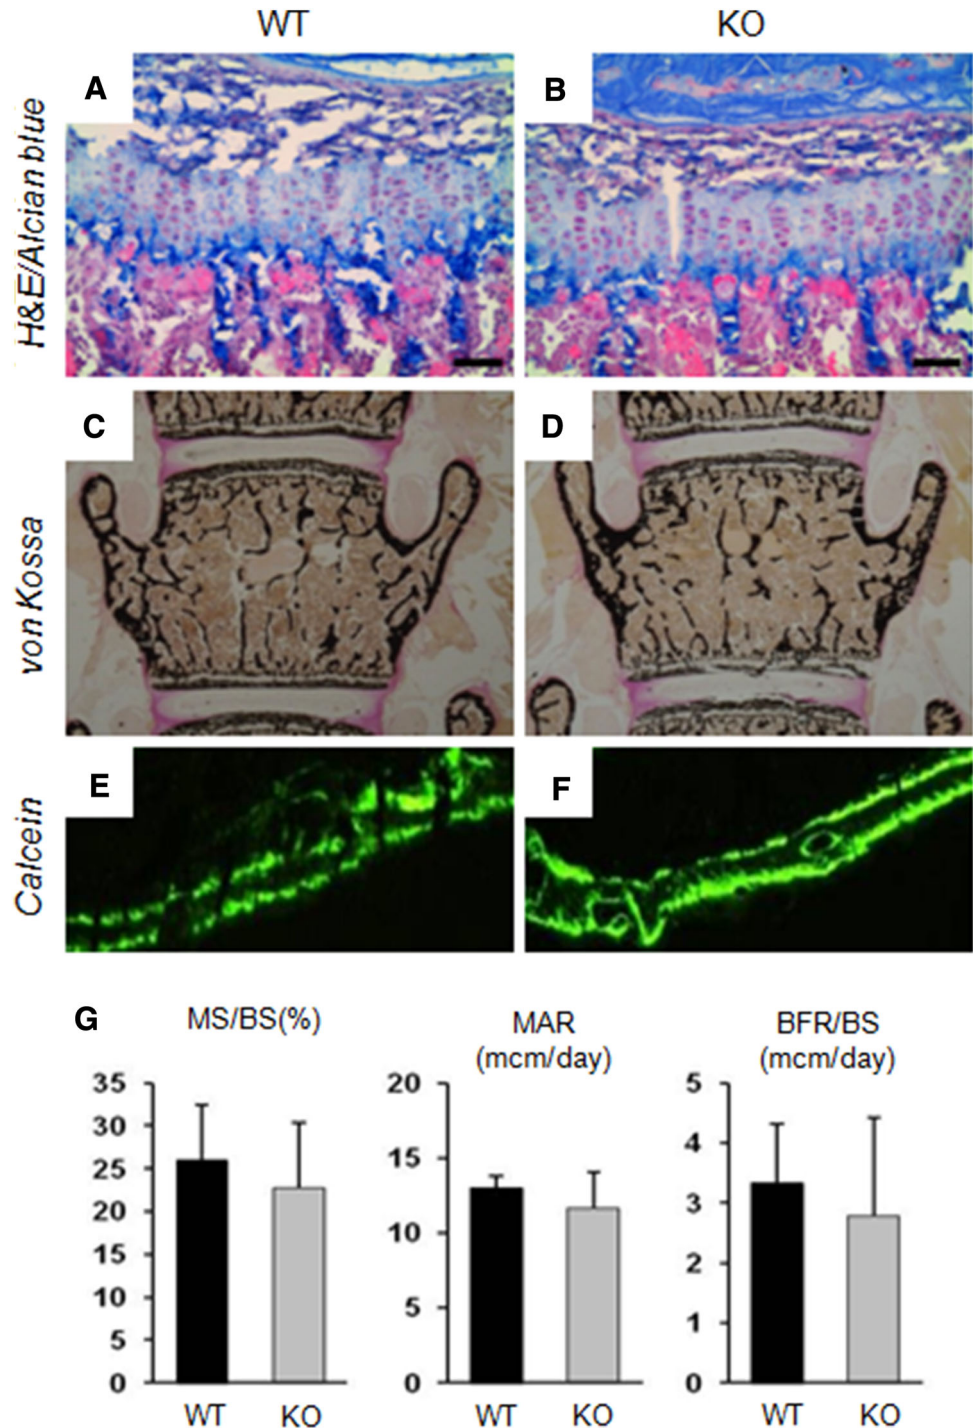 WT KO
A B
H&E/Alcian blue
C D
von Kossa
E F
Calcein
G MS/BS(%) MAR BFR/BS
(mcm/day) (mcm/day)
35 20 5
30
25 15 4
20 3
15 10
10 5 2
5 1
0 0 0
WT KO WT KO WT KO